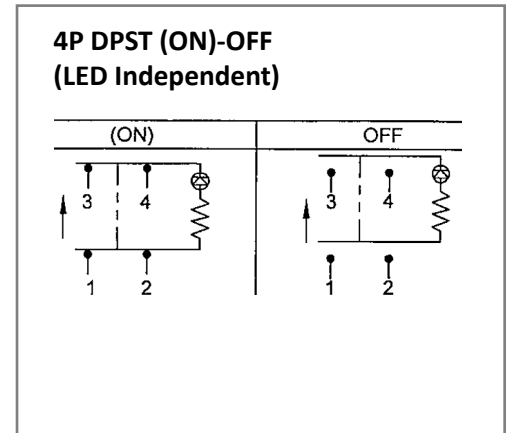 4P DPST (ON)-OFF
(LED Independent)
(ON) OFF
3 4 3 4
1 2 1 2